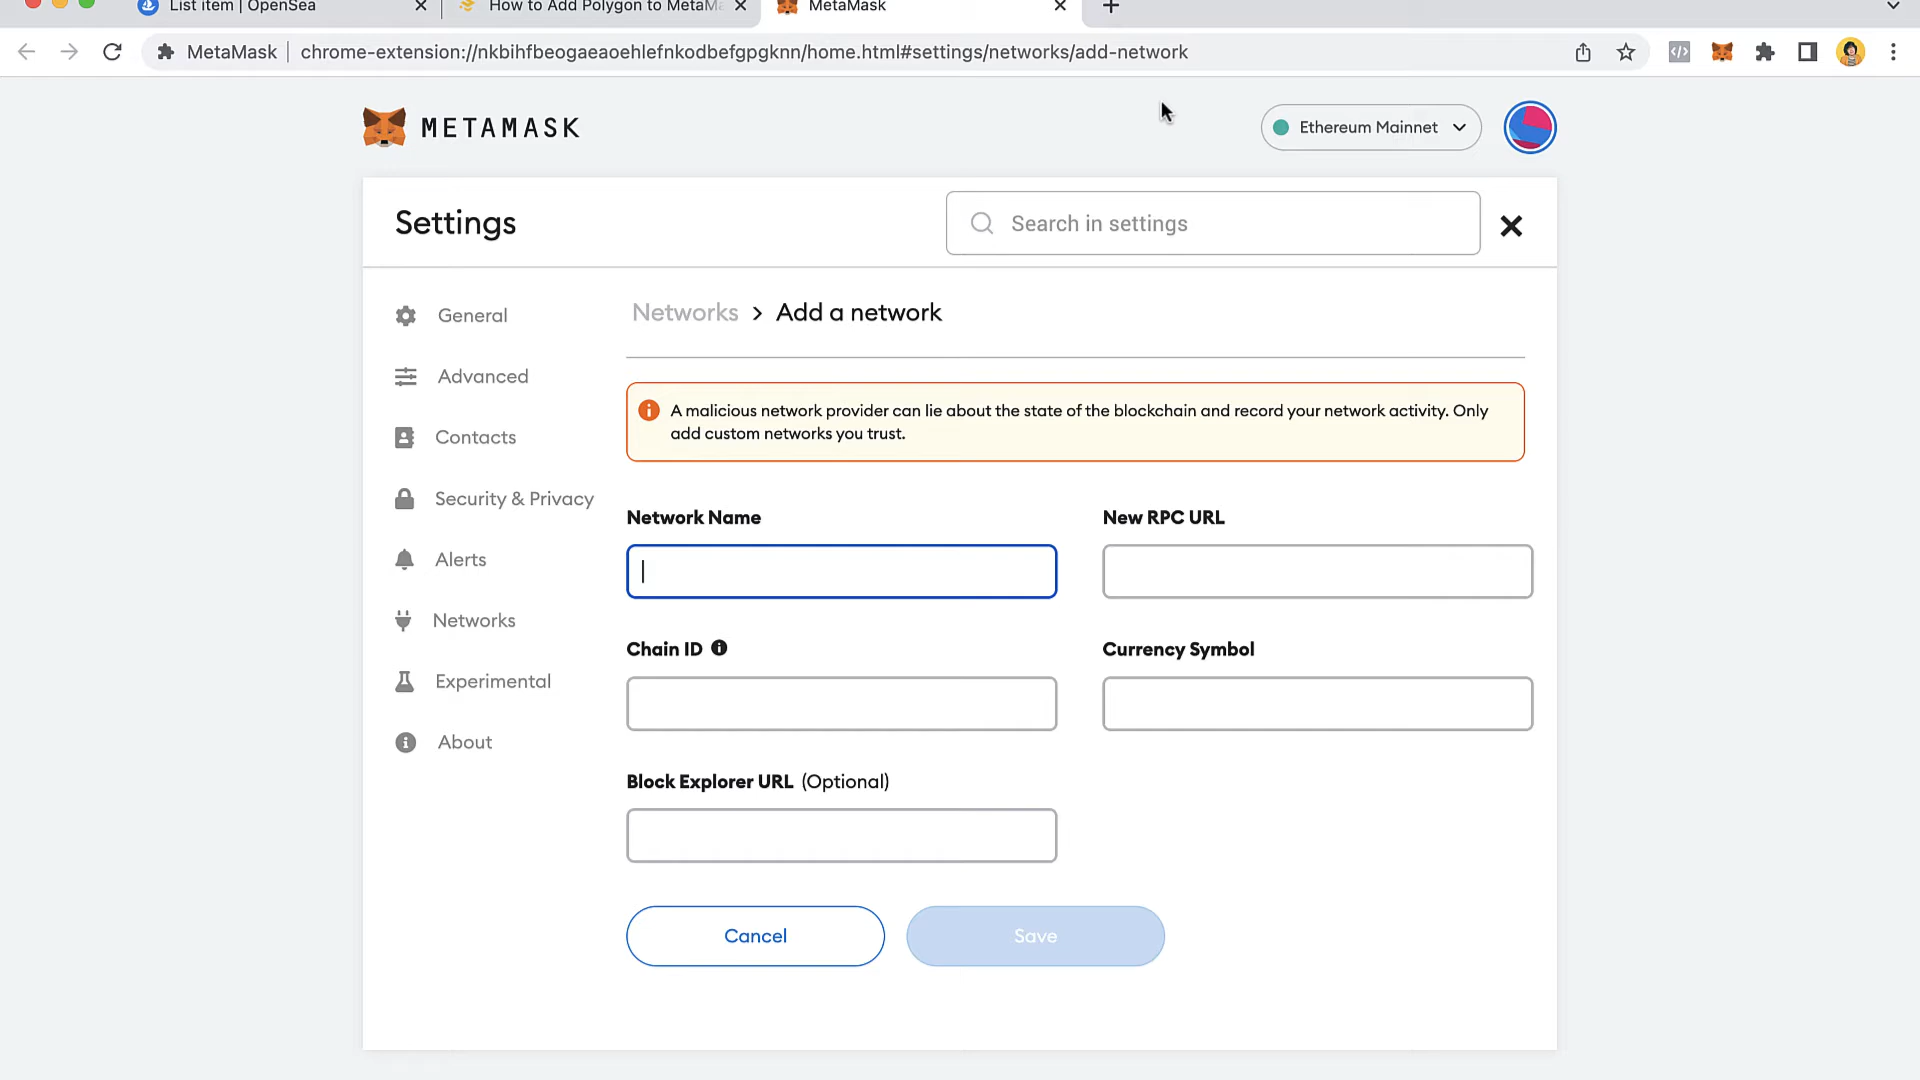 List item | OpenSea
How to Add Polygon to MetaMa
MetaMask
MetaMask
chrome-extension://nkbihfbeogaeaoehlefnkodbefgpgknn/home.html#settings/networks/add-network
METAMASK
Ethereum Mainnet
Settings
Search in settings
General
Advanced
Contacts
Security & Privacy
Alerts
Networks
Experimental
About
Networks > Add a network
A malicious network provider can lie about the state of the blockchain and record your network activity. Only
add custom networks you trust.
Network Name
New RPC URL
Chain ID
Currency Symbol
Block Explorer URL (Optional)
Cancel
Save